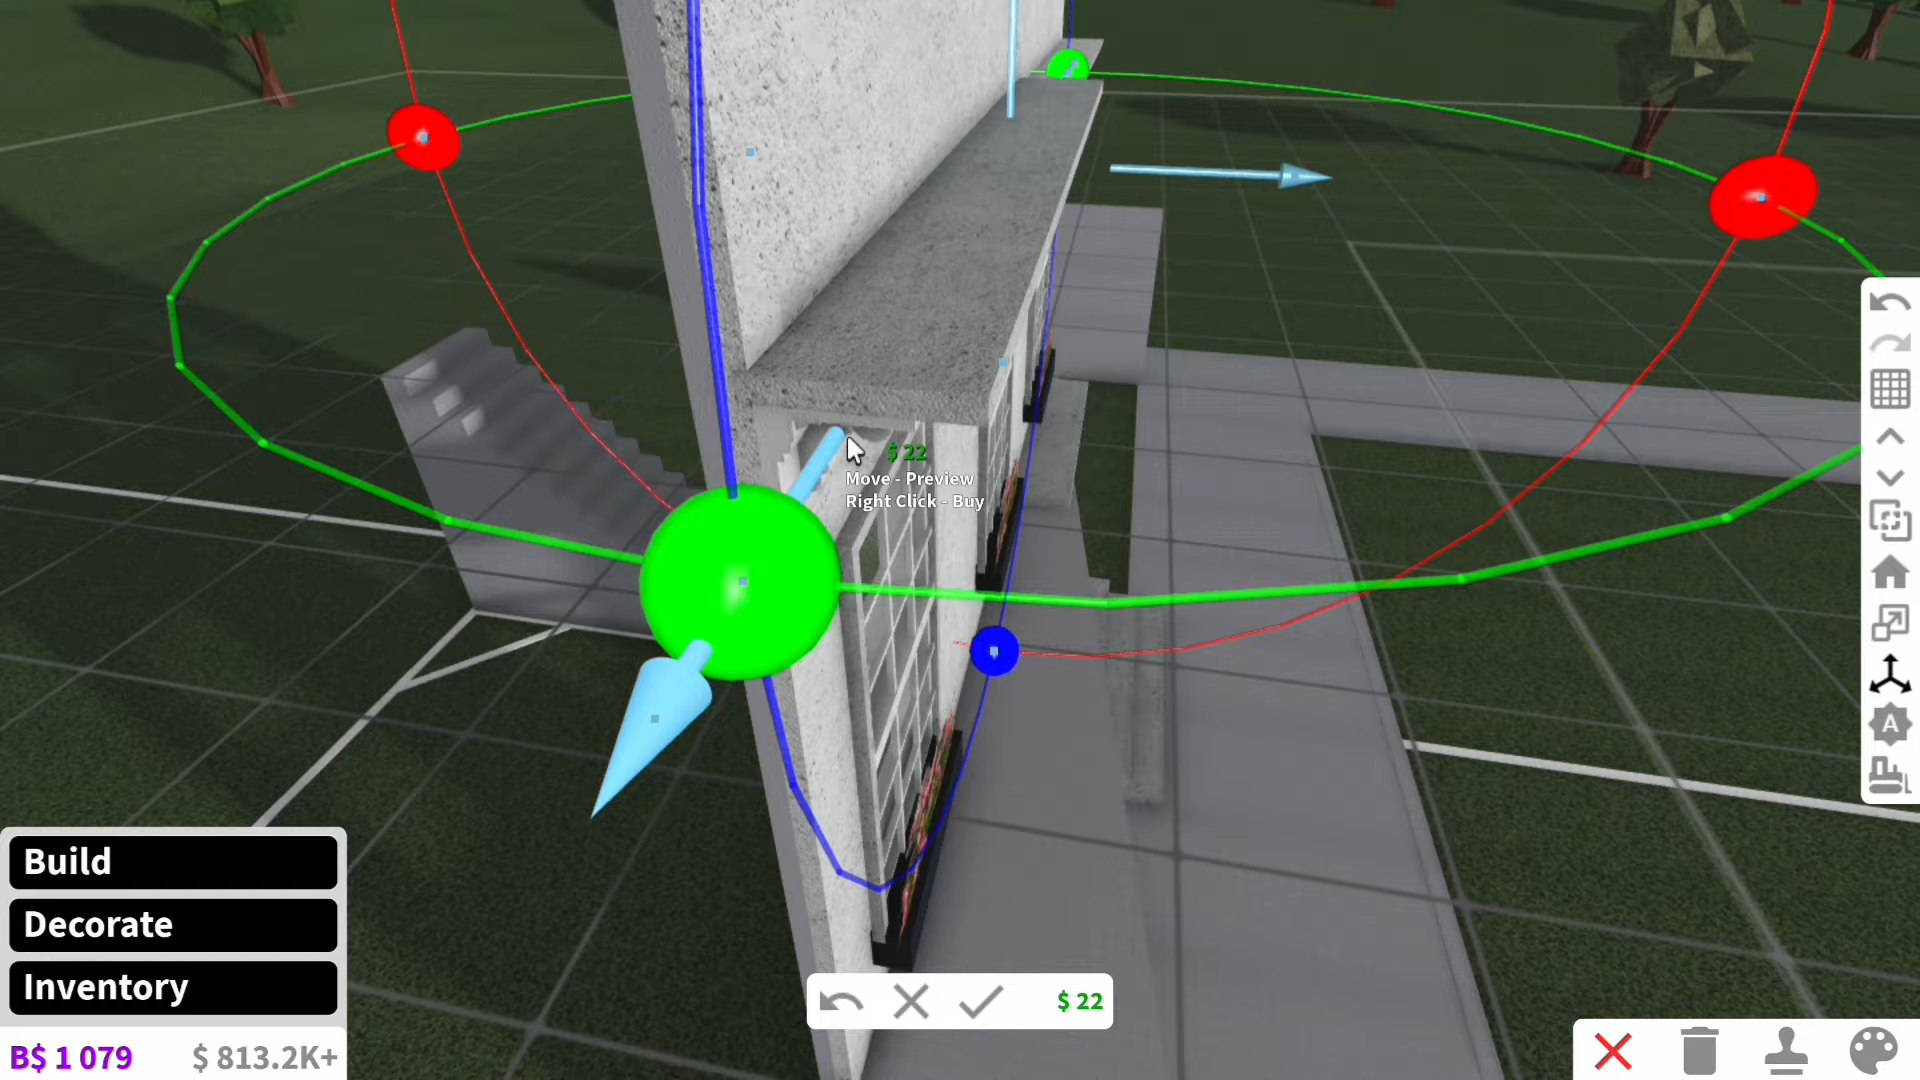 $ 22
Move - Preview
Right Click - Buy
A
Build
Decorate
Inventory
B$ 1 079
$ 813.2K+
$ 22